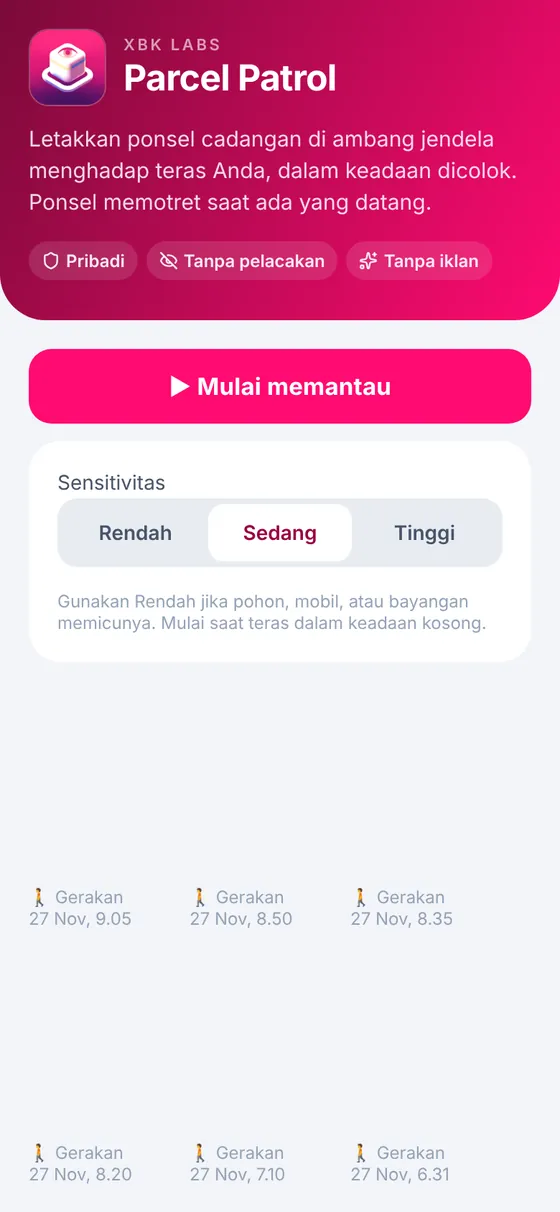 XBK LABS
Parcel Patrol
Letakkan ponsel cadangan di ambang jendela
menghadap teras Anda, dalam keadaan dicolok.
Ponsel memotret saat ada yang datang.
Pribadi
Tanpa pelacakan
Tanpa iklan
▶ Mulai memantau
Sensitivitas
Rendah
Sedang
Tinggi
Gunakan Rendah jika pohon, mobil, atau bayangan
memicunya. Mulai saat teras dalam keadaan kosong.
🚶 Gerakan
27 Nov, 9.05
🚶 Gerakan
27 Nov, 8.50
🚶 Gerakan
27 Nov, 8.35
🚶 Gerakan
27 Nov, 8.20
🚶 Gerakan
27 Nov, 7.10
🚶 Gerakan
27 Nov, 6.31